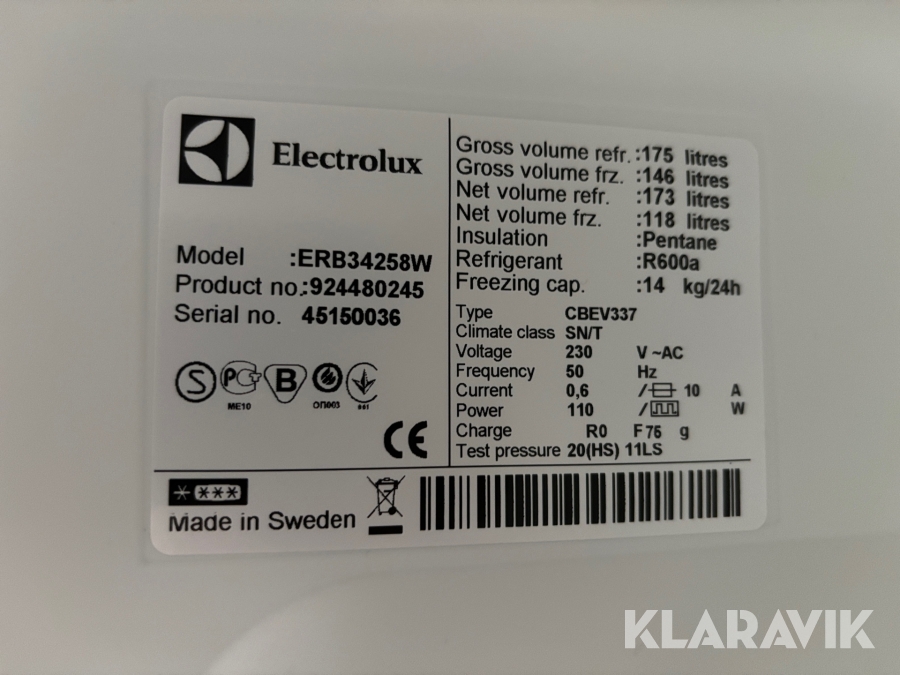 Electrolux
Model :ERB34258W
Product no.:924480245
Serial no. 45150036
S PG B
ME10 ОП003 001
CE
Made in Sweden
Gross volume refr. :175 litres
Gross volume frz. :146 litres
Net volume refr. :173 litres
Net volume frz. :118 litres
Insulation :Pentane
Refrigerant :R600a
Freezing cap. :14 kg/24h
Type CBEV337
Climate class SN/T
Voltage 230 V ~AC
Frequency 50 Hz
Current 0,6 / 10 A
Power 110 / W
Charge R0 F 75 g
Test pressure 20(HS) 11LS
KLARAVIK